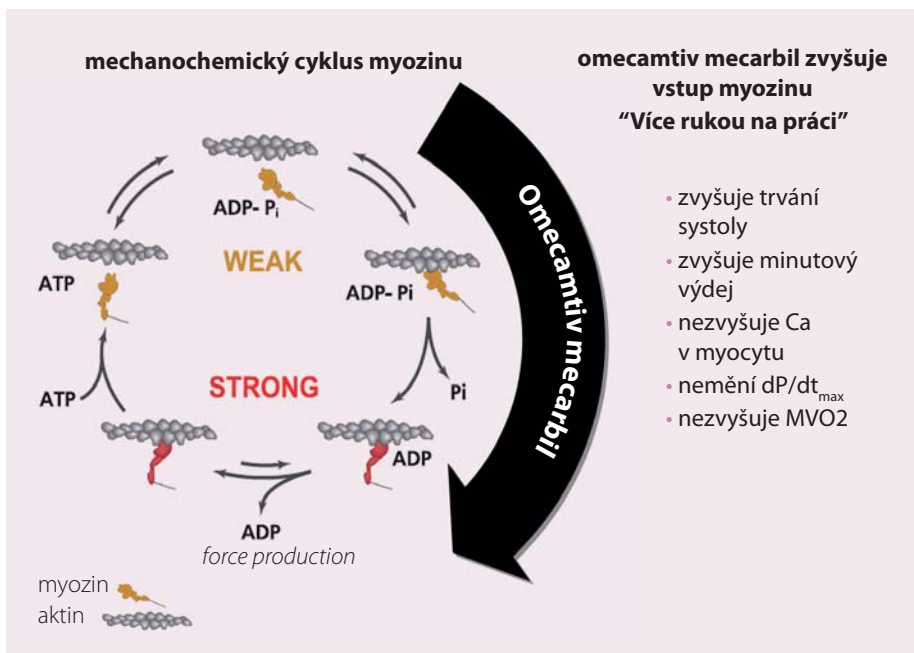 mechanochemický cyklus myozinu
omecamtiv mecarbil zvyšuje
vstup myozinu
“Více rukou na práci”
ADP- Pi
WEAK
ATP
ADP- Pi
Omecamtiv mecarbil
• zvyšuje trvání
systoly
• zvyšuje minutový
výdej
• nezvyšuje Ca
v myocytu
• nemění dP/dtmax
• nezvyšuje MVO2
STRONG
ATP
Pi
ADP
ADP
force production
myozin
aktin